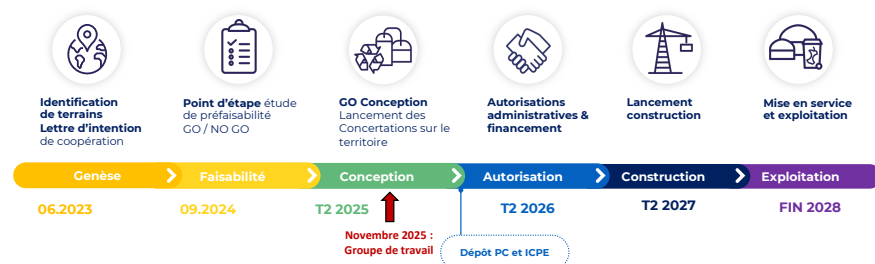 Identification
de terrains
Lettre d'intention
de coopération
Point d'étape étude
de préfaisabilité
GO / NO GO
GO Conception
Lancement des
Concertations sur le
territoire
Autorisations
administratives &
financement
Lancement
construction
Mise en service
et exploitation
Genèse
Faisabilité
Conception
Autorisation
Construction
Exploitation
06.2023
09.2024
T2 2025
T2 2026
T2 2027
FIN 2028
Novembre 2025 :
Groupe de travail
Dépôt PC et ICPE